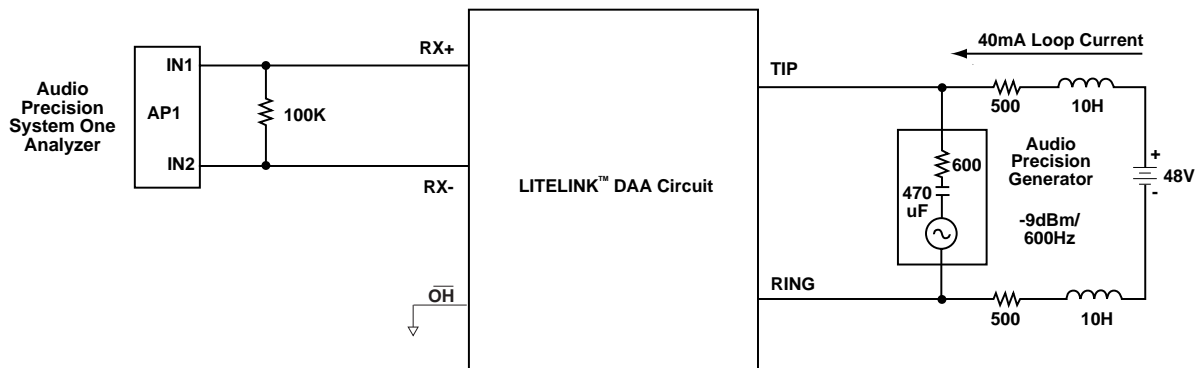 40mA Loop Current
RX+
TIP
IN1
500
10H
Audio
Precision
System One
Analyzer
AP1
100K
IN2
RX-
LITELINK™ DAA Circuit
600
470
uF
Audio
Precision
Generator
-9dBm/
600Hz
+
48V
-
OH
RING
500
10H